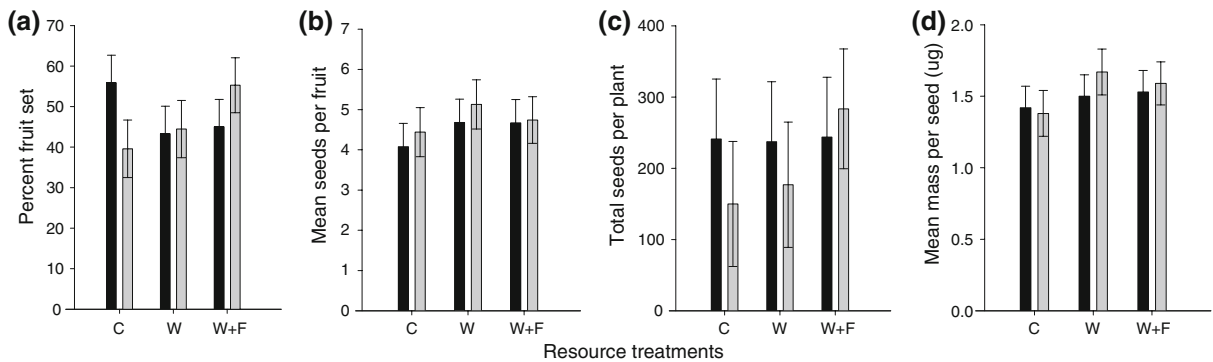 (a)
Percent fruit set
70
60
50
40
30
20
10
0
C W W+F
(b)
Mean seeds per fruit
7
6
5
4
3
2
1
0
C W W+F
(c)
Total seeds per plant
400
300
200
100
0
C W W+F
(d)
Mean mass per seed (ug)
2.0
1.5
1.0
0.5
0.0
C W W+F
Resource treatments